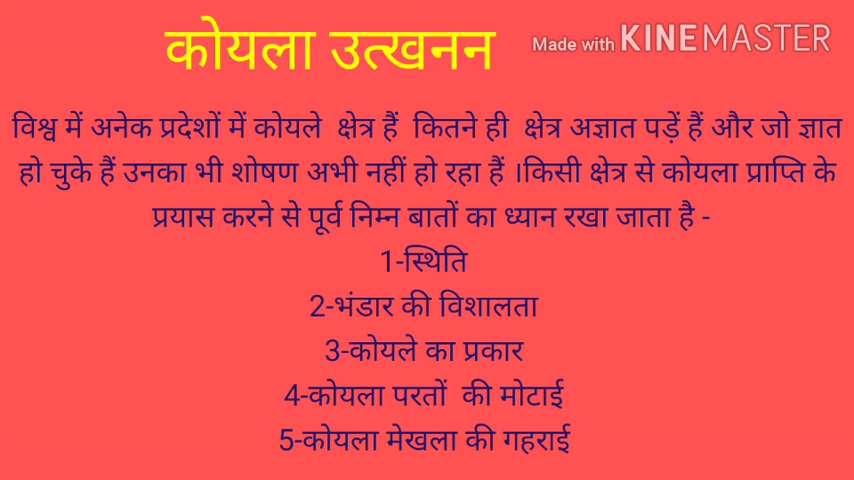 कोयला उत्खनन
Made with KINEMASTER
विश्व में अनेक प्रदेशों में कोयले क्षेत्र हैं कितने ही क्षेत्र अज्ञात पड़ें हैं और जो ज्ञात
हो चुके हैं उनका भी शोषण अभी नहीं हो रहा हैं ।किसी क्षेत्र से कोयला प्राप्ति के
प्रयास करने से पूर्व निम्न बातों का ध्यान रखा जाता है -
1-स्थिति
2-भंडार की विशालता
3-कोयले का प्रकार
4-कोयला परतों की मोटाई
5-कोयला मेखला की गहराई